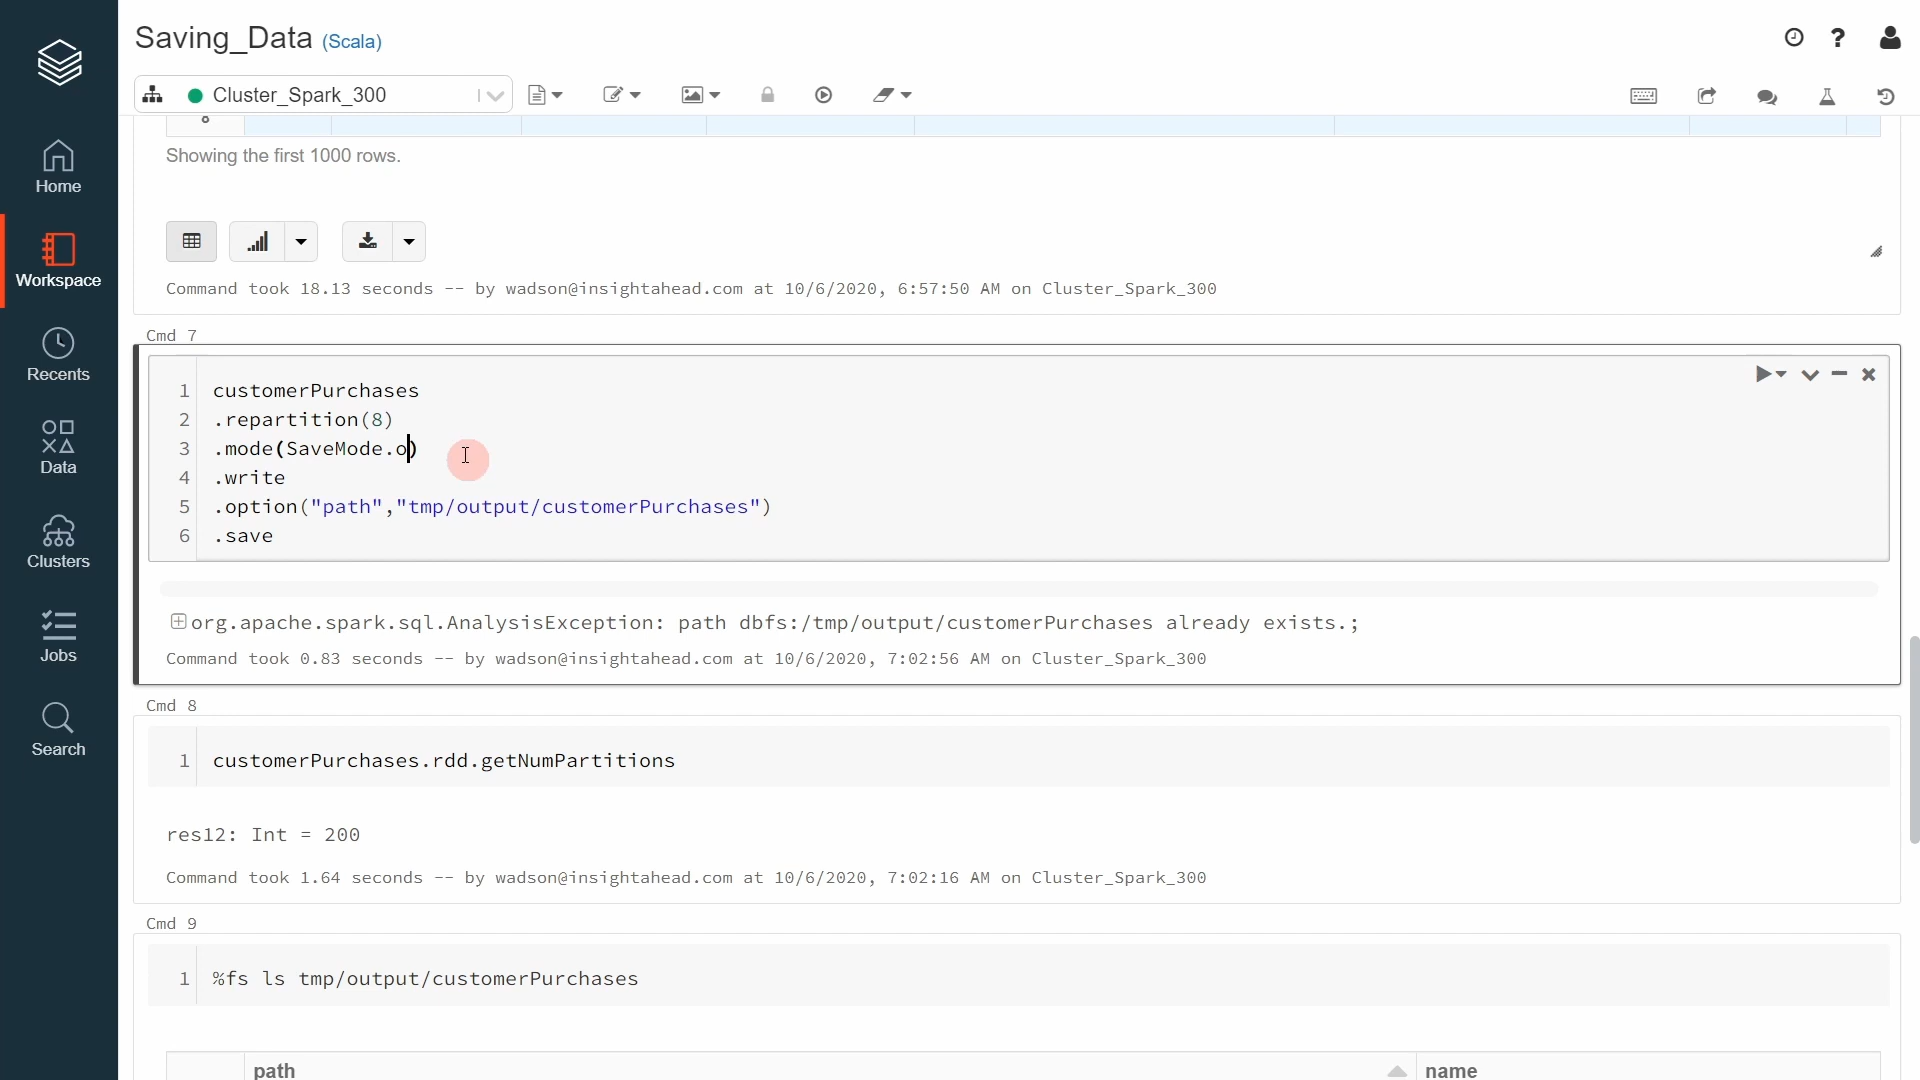 Saving_Data (Scala)
Cluster_Spark_300
Home
Workspace
Recents
Data
Clusters
Jobs
Search
8
Showing the first 1000 rows.
Command took 18.13 seconds -- by wadson@insightahead.com at 10/6/2020, 6:57:50 AM on Cluster_Spark_300
Cmd 7
1 customerPurchases
2 .repartition(8)
3 .mode(SaveMode.o)
4 .write
5 .option("path","tmp/output/customerPurchases")
6 .save
org.apache.spark.sql.AnalysisException: path dbfs:/tmp/output/customerPurchases already exists.;
Command took 0.83 seconds -- by wadson@insightahead.com at 10/6/2020, 7:02:56 AM on Cluster_Spark_300
Cmd 8
1 customerPurchases.rdd.getNumPartitions
res12: Int = 200
Command took 1.64 seconds -- by wadson@insightahead.com at 10/6/2020, 7:02:16 AM on Cluster_Spark_300
Cmd 9
1 %fs ls tmp/output/customerPurchases
path name